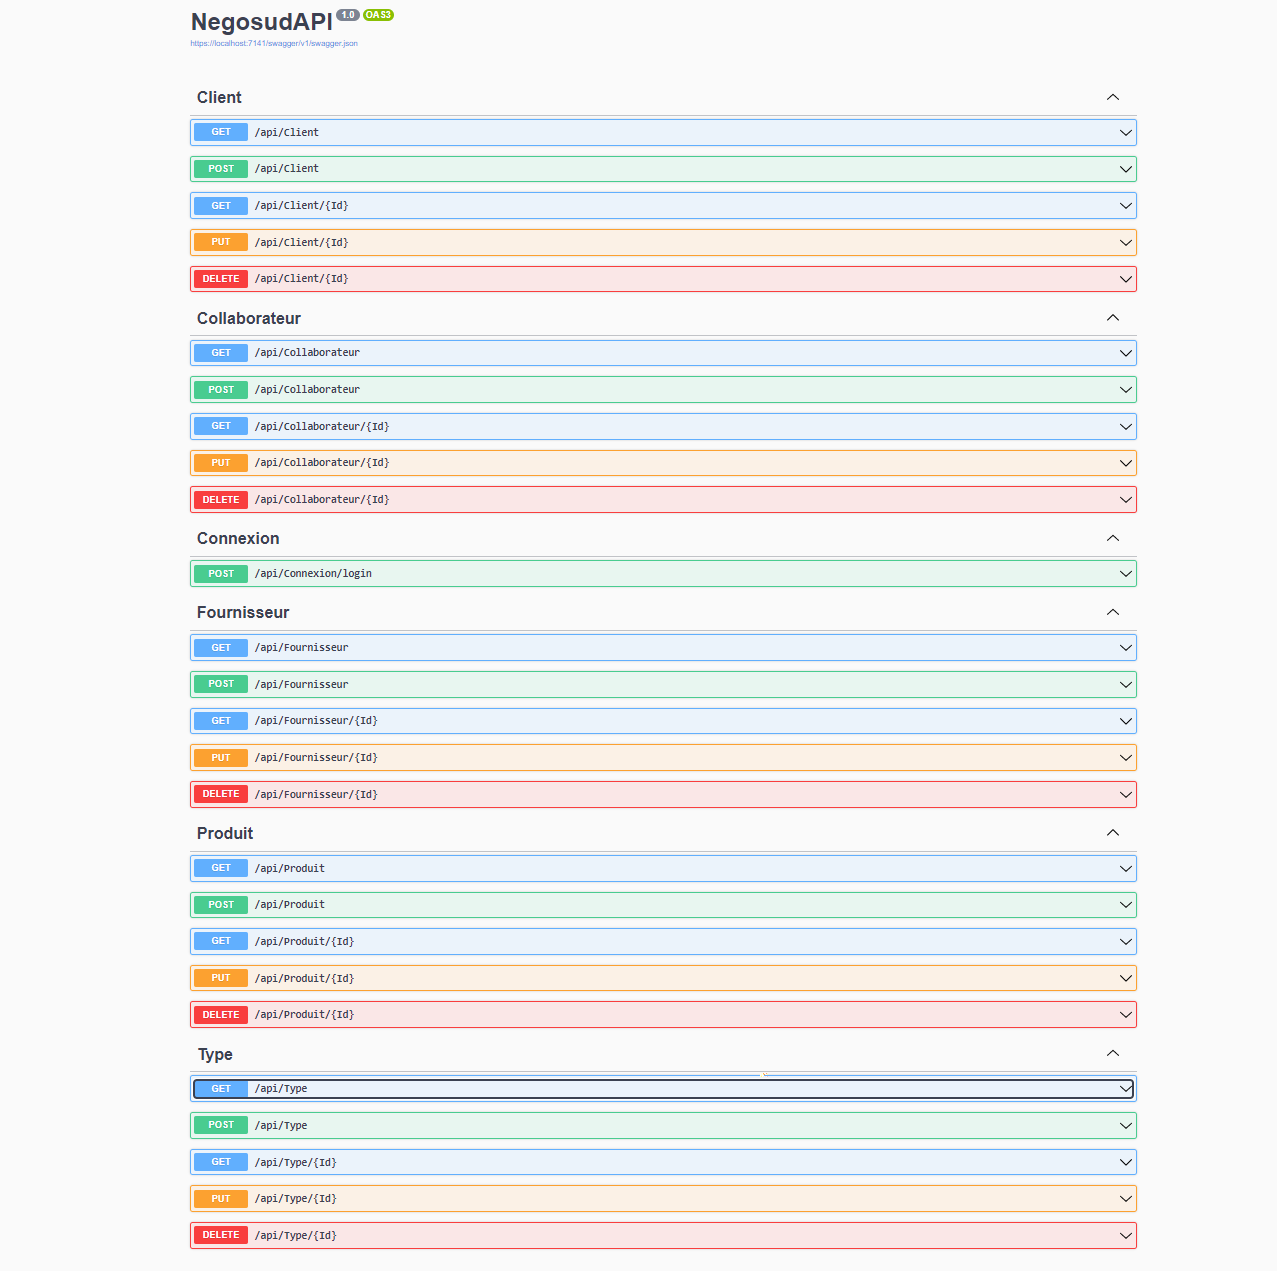 NegosudAPI 1.0 OAS3
https://localhost:7141/swagger/v1/swagger.json
Client
GET /api/Client
POST /api/Client
GET /api/Client/{Id}
PUT /api/Client/{Id}
DELETE /api/Client/{Id}
Collaborateur
GET /api/Collaborateur
POST /api/Collaborateur
GET /api/Collaborateur/{Id}
PUT /api/Collaborateur/{Id}
DELETE /api/Collaborateur/{Id}
Connexion
POST /api/Connexion/login
Fournisseur
GET /api/Fournisseur
POST /api/Fournisseur
GET /api/Fournisseur/{Id}
PUT /api/Fournisseur/{Id}
DELETE /api/Fournisseur/{Id}
Produit
GET /api/Produit
POST /api/Produit
GET /api/Produit/{Id}
PUT /api/Produit/{Id}
DELETE /api/Produit/{Id}
Type
GET /api/Type
POST /api/Type
GET /api/Type/{Id}
PUT /api/Type/{Id}
DELETE /api/Type/{Id}